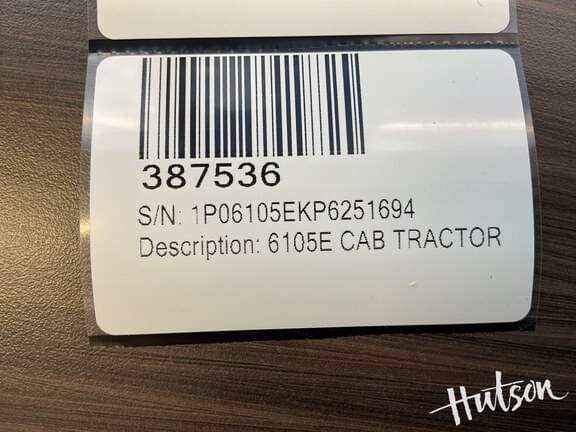 387536
S/N: 1P06105EKP6251694
Description: 6105E CAB TRACTOR
Hutson